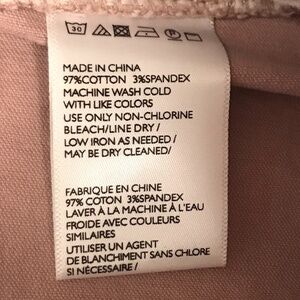 30
MADE IN CHINA
97%COTTON 3%SPANDEX
MACHINE WASH COLD
WITH LIKE COLORS
USE ONLY NON-CHLORINE
BLEACH/LINE DRY /
LOW IRON AS NEEDED /
MAY BE DRY CLEANED/
FABRIQUE EN CHINE
97% COTON 3%SPANDEX
LAVER À LA MACHINE À L'EAU
FROIDE AVEC COULEURS
SIMILAIRES
UTILISER UN AGENT
DE BLANCHIMENT SANS CHLORE
SI NÉCESSAIRE /